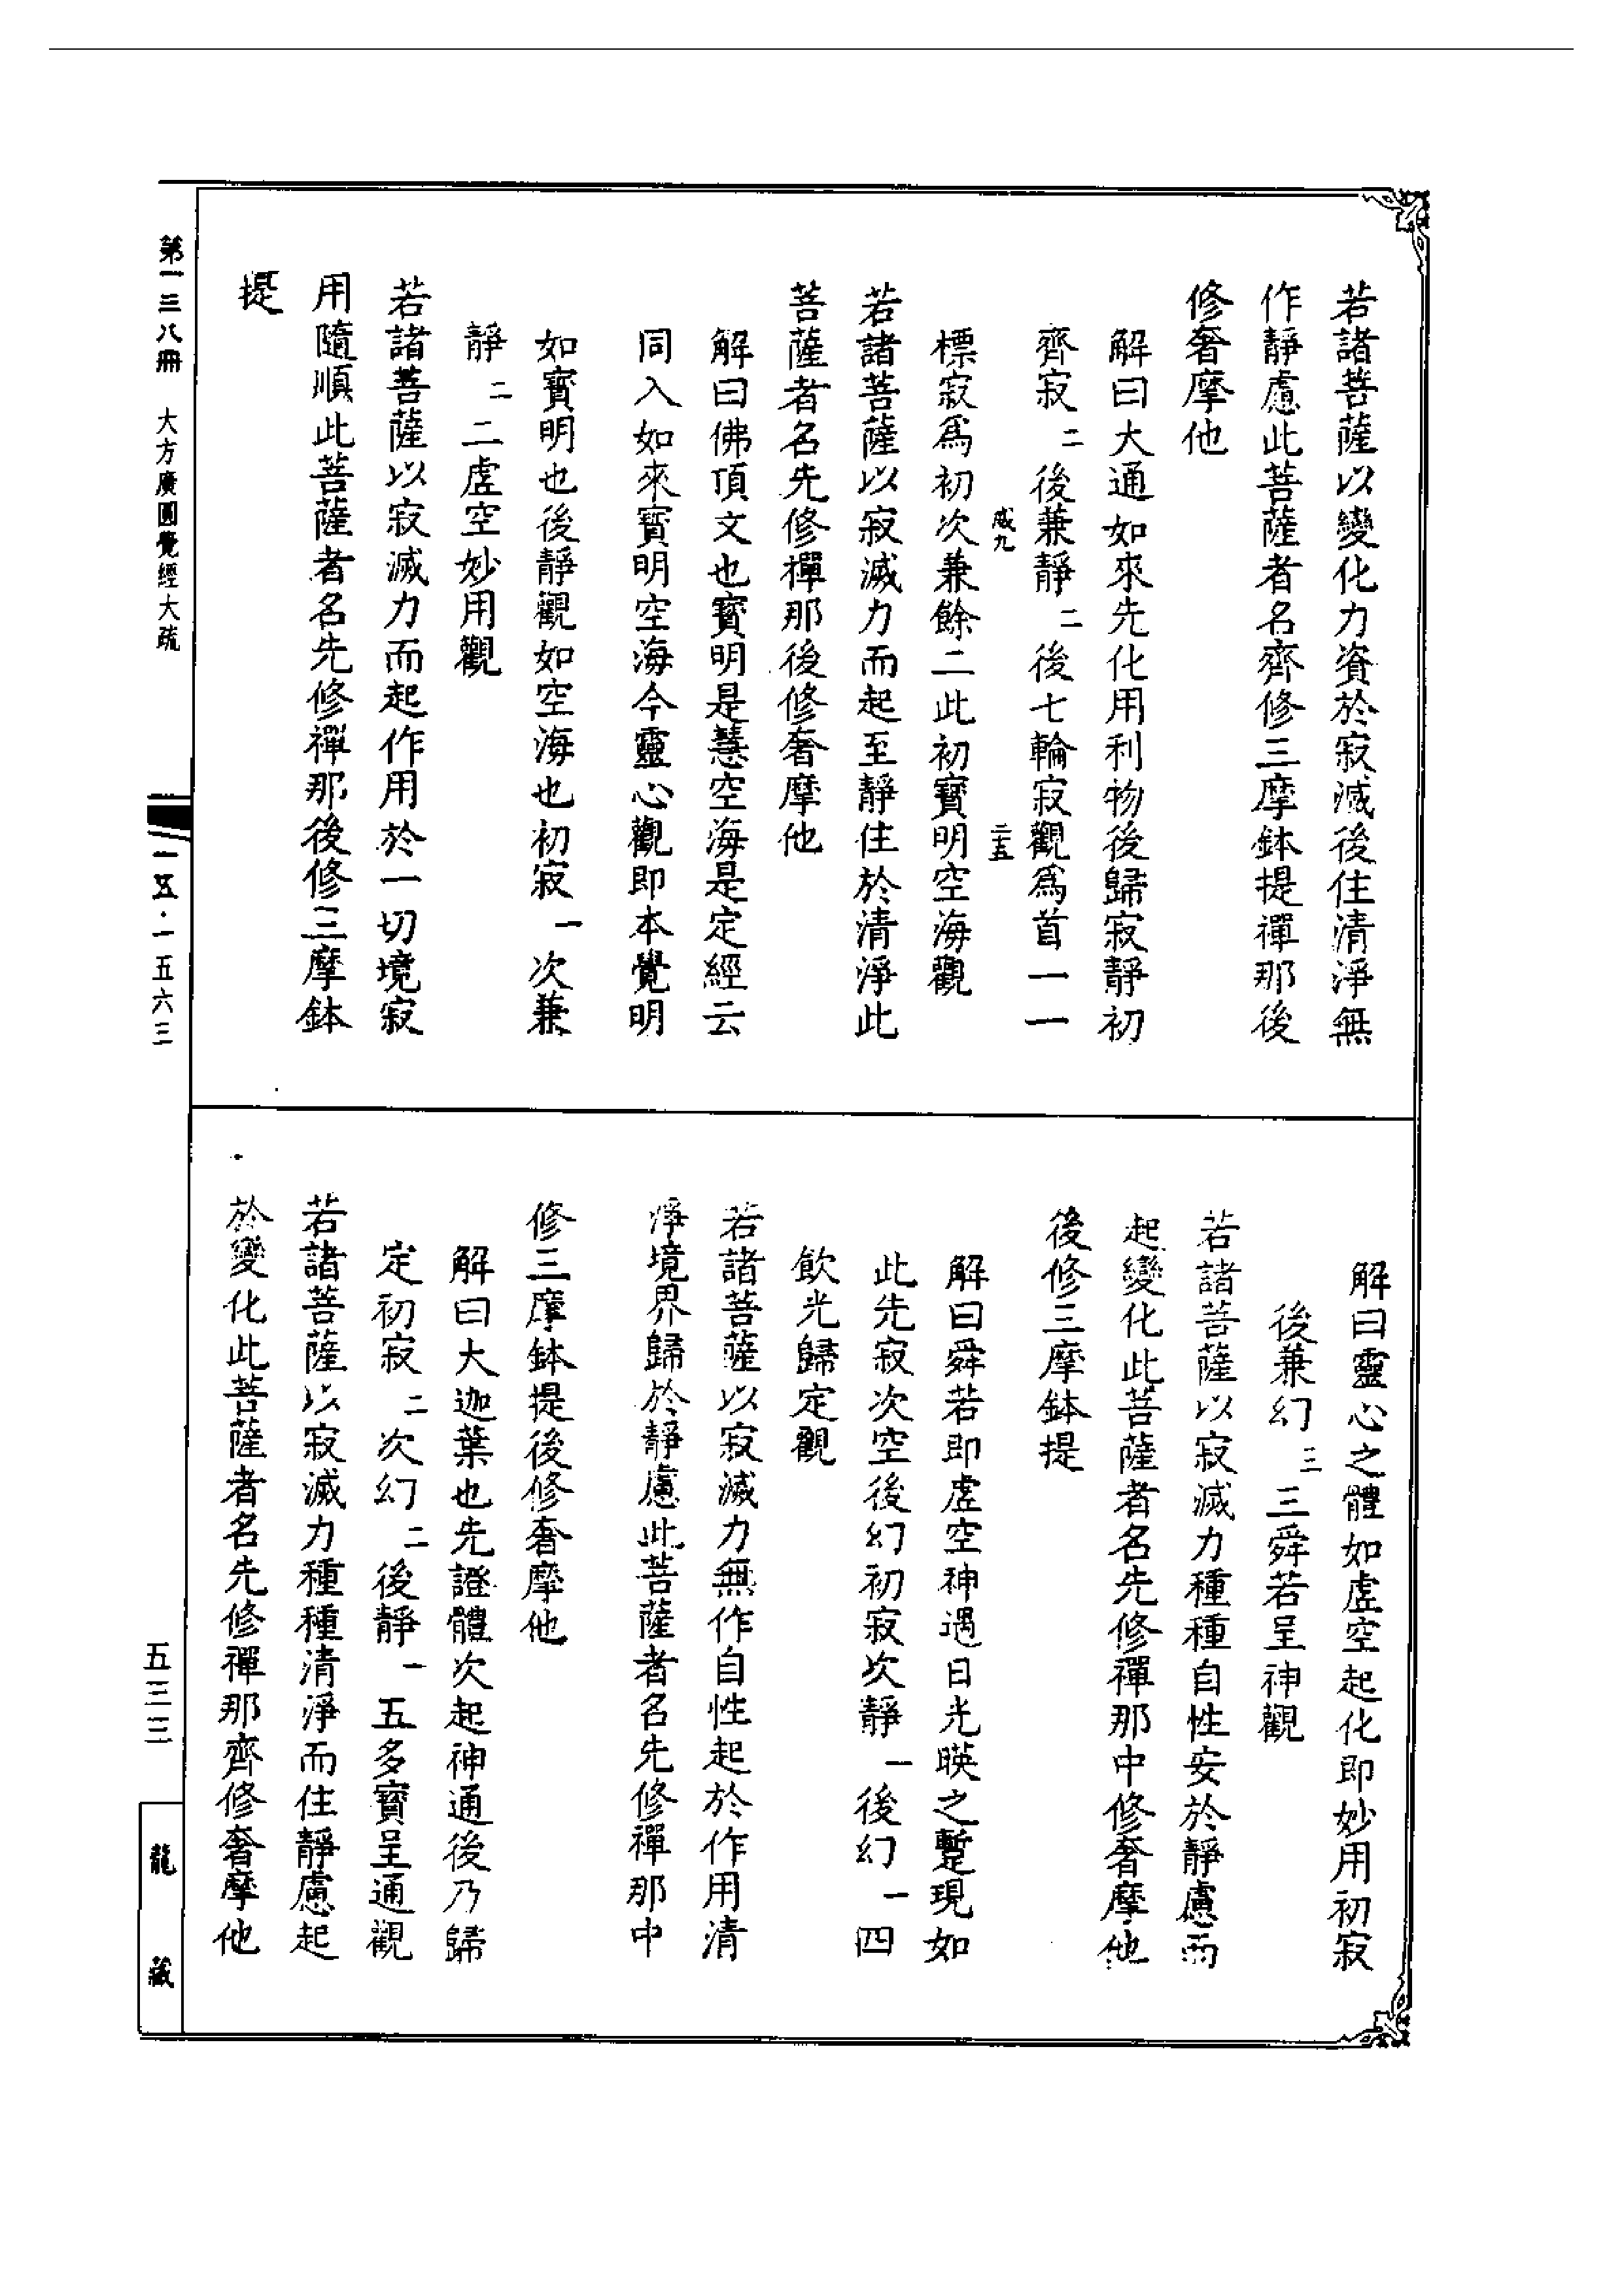 若諸菩薩以變化力資於寂滅後住清淨無
作靜慮此菩薩者名齊修三摩鉢提禪那後
修奢摩他
解曰大通如來先化用利物後歸寂靜初
齊寂二後兼靜二後七輪寂觀爲首一一
咸九
二十五
標寂爲初次兼餘二此初寶明空海觀
若諸菩薩以寂滅力而起至靜住於清淨此
菩薩者名先修禪那後修奢摩他
解曰佛頂文也寶明是慧空海是定經云
同入如來寶明空海今靈心觀即本覺明
如寶明也後靜觀如空海也初寂一次兼
靜二二虛空妙用觀
若諸菩薩以寂滅力而起作用於一切境寂
用隨順此菩薩者名先修禪那後修三摩鉢
提
解曰靈心之體如虛空起化即妙用初寂
後兼幻三三舜若呈神觀
若諸菩薩以寂滅力種種自性安於靜慮而
起變化此菩薩者名先修禪那中修奢摩他
後修三摩鉢提
解曰舜若即虛空神遇日光暎之蹔現如
此先寂次空後幻初寂次靜一後幻一四
飲光歸定觀
若諸菩薩以寂滅力無作自性起於作用清
淨境界歸於靜慮此菩薩者名先修禪那中
修三摩鉢提後修奢摩他
解曰大迦葉也先證體次起神通後乃歸
定初寂二次幻二後靜一五多寶呈通觀
若諸菩薩以寂滅力種種清淨而住靜慮起
於變化此菩薩者名先修禪那齊修奢摩他
第一三八冊 大方廣圓覺經大疏
一五·一五六三
五三三
龍藏